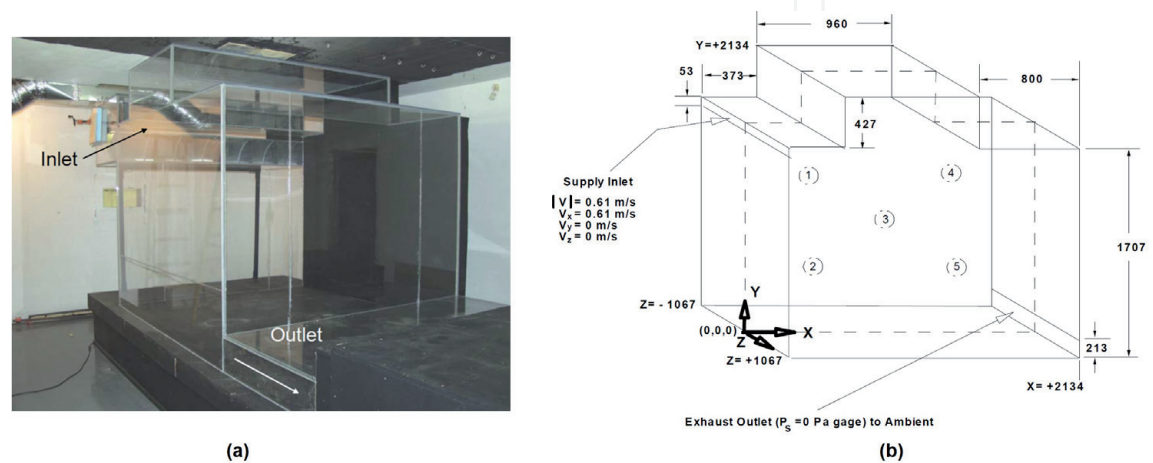 Inlet
Outlet
(a)
960
Y=+2134
53
373
800
427
Supply Inlet
|V|= 0.61 m/s
Vx= 0.61 m/s
Vy= 0 m/s
Vz= 0 m/s
1
4
3
2
5
1707
Z= - 1067
Y
(0,0,0)
X
Z
Z= +1067
213
X= +2134
Exhaust Outlet (PS =0 Pa gage) to Ambient
(b)